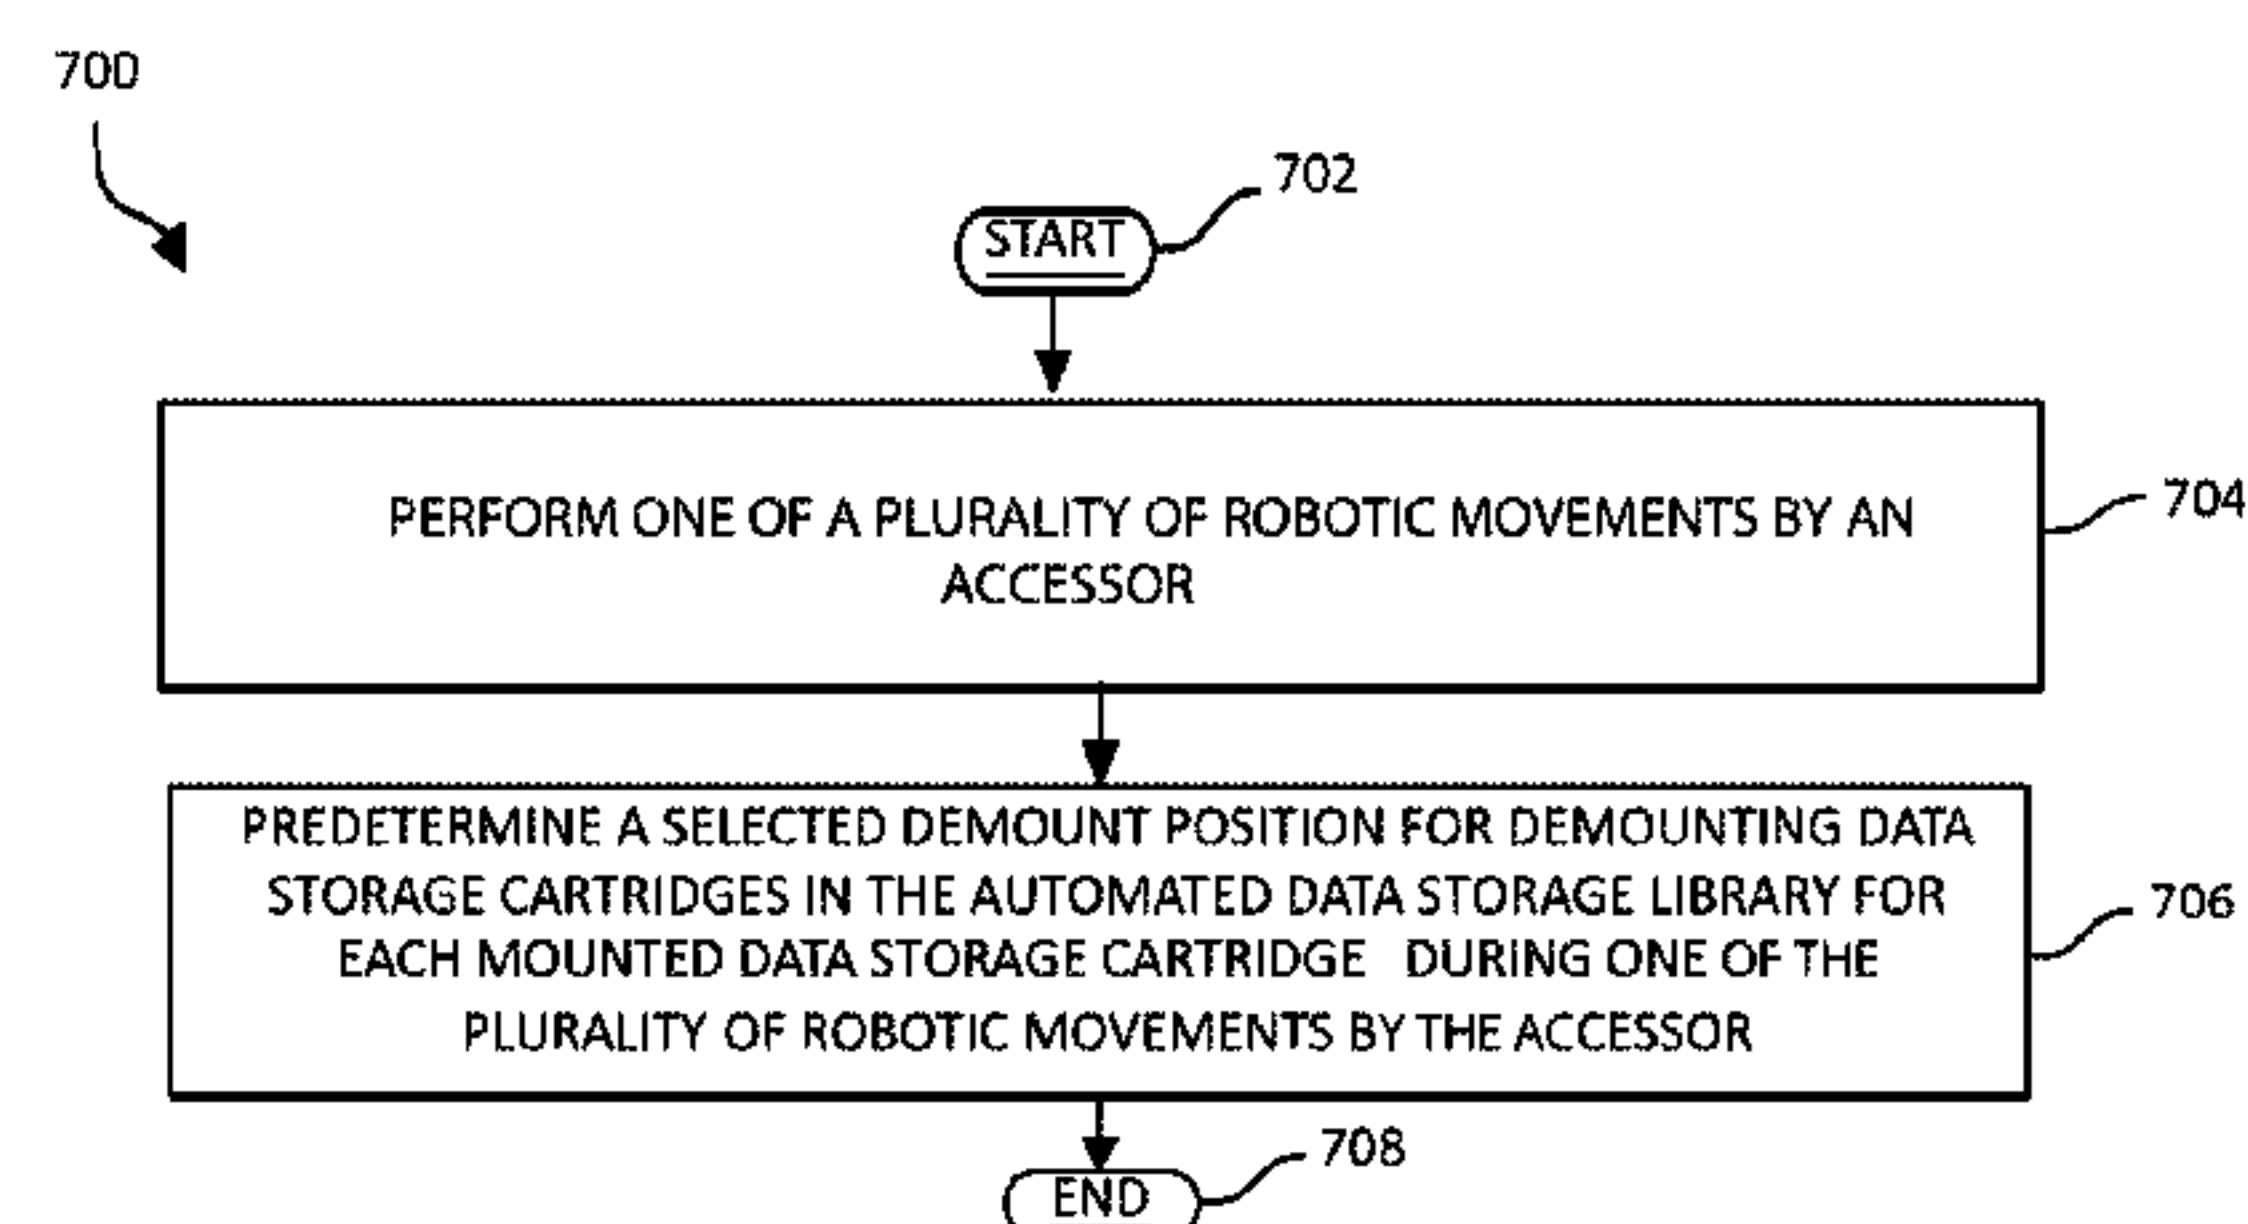 700
702
START
PERFORM ONE OF A PLURALITY OF ROBOTIC MOVEMENTS BY AN
ACCESSOR
704
PREDETERMINE A SELECTED DEMOUNT POSITION FOR DEMOUNTING DATA
STORAGE CARTRIDGES IN THE AUTOMATED DATA STORAGE LIBRARY FOR
EACH MOUNTED DATA STORAGE CARTRIDGE DURING ONE OF THE
PLURALITY OF ROBOTIC MOVEMENTS BY THE ACCESSOR
706
708
END